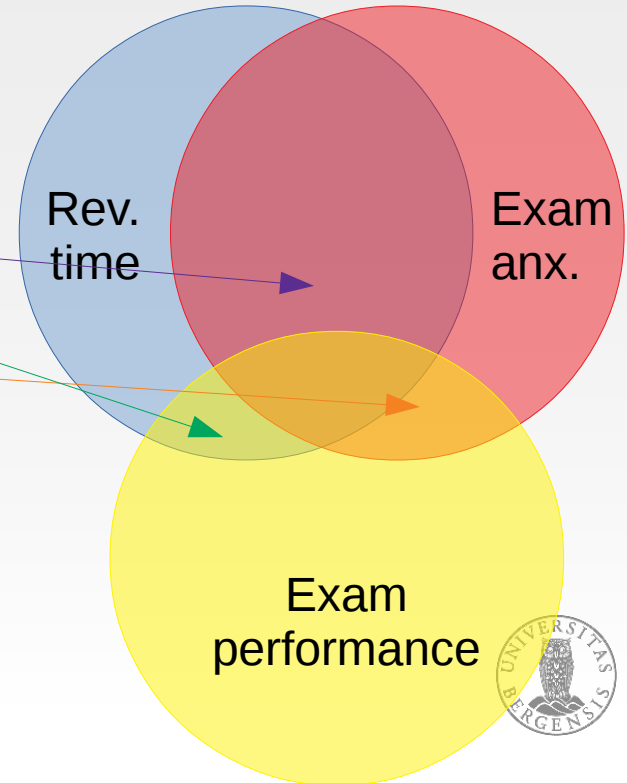 Rev.
time
Exam
anx.
Exam
performance
UNIVERSITAS
BERGENSIS